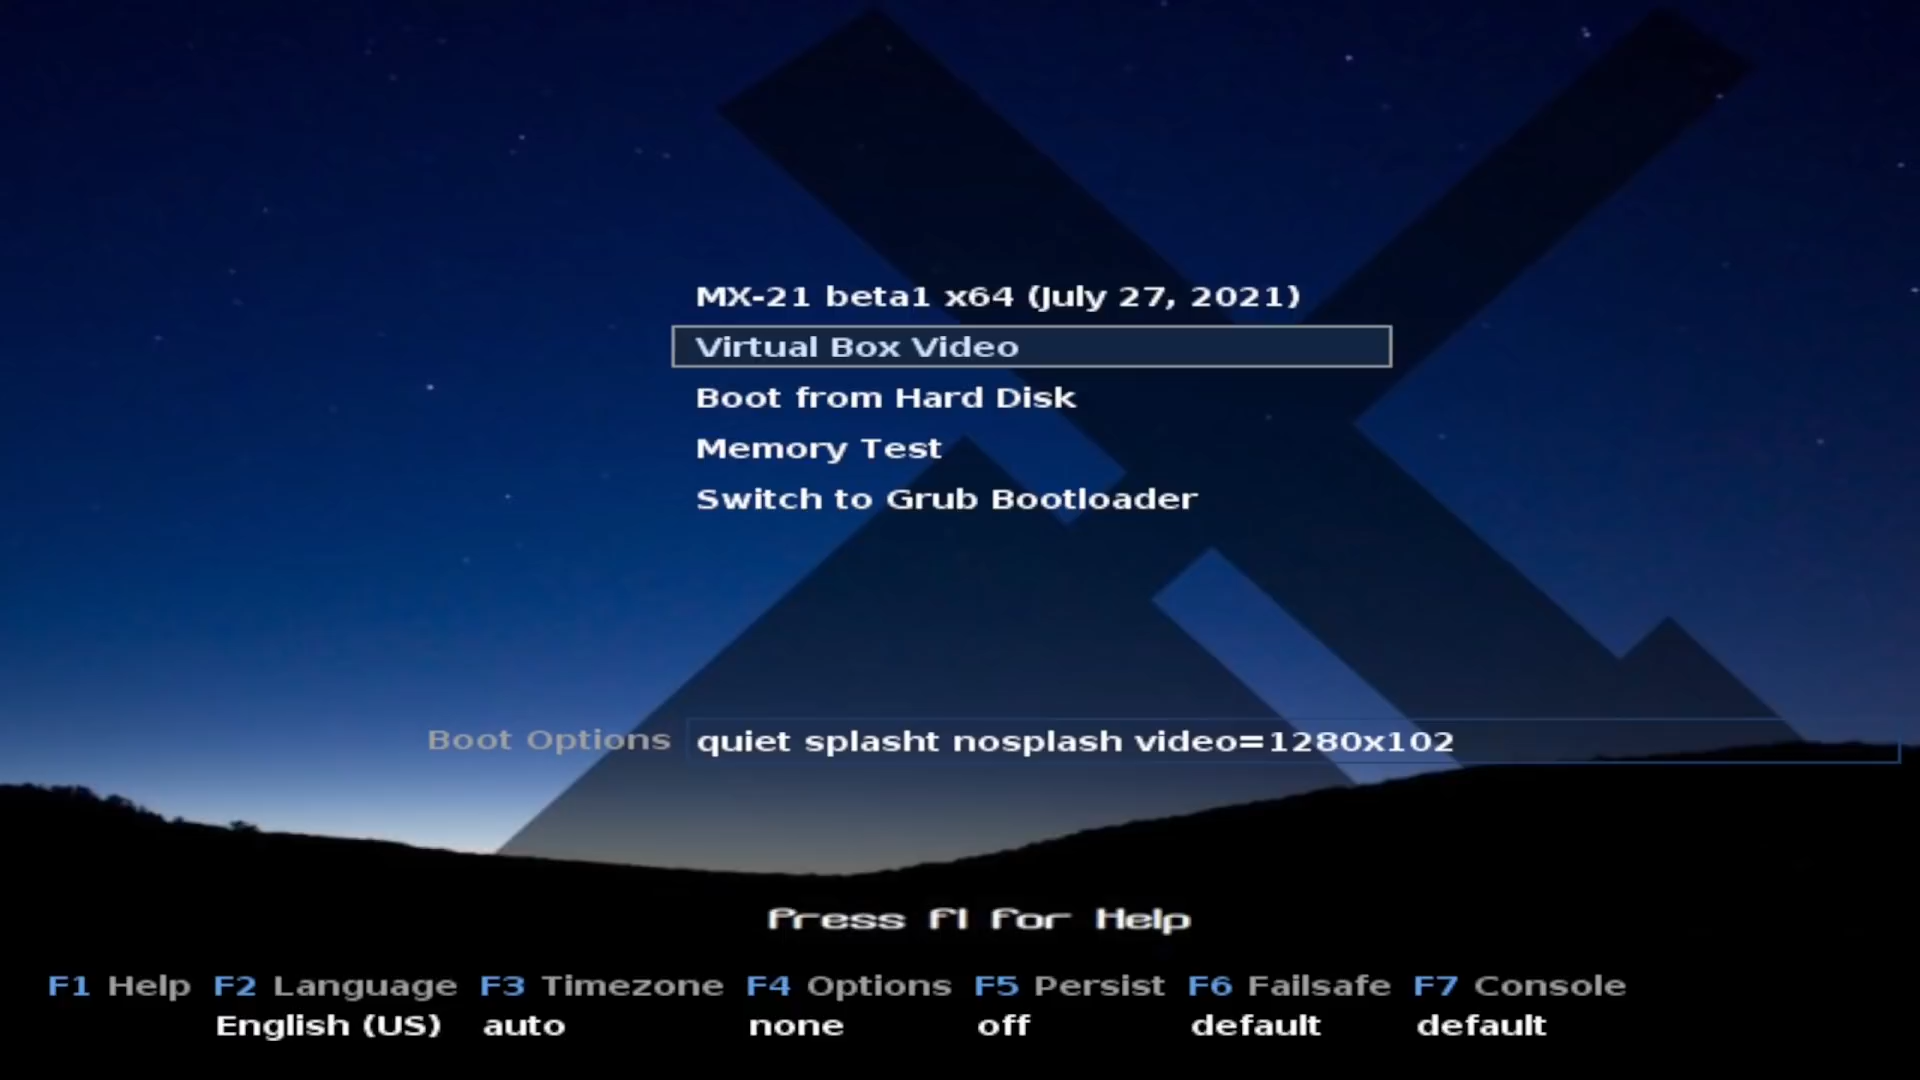 MX-21 beta1 x64 (July 27, 2021)
Virtual Box Video
Boot from Hard Disk
Memory Test
Switch to Grub Bootloader
Boot Options quiet splasht nosplash video=1280x102
Press F1 for Help
F1 Help F2 Language F3 Timezone F4 Options F5 Persist F6 Failsafe F7 Console
English (US) auto none off default default